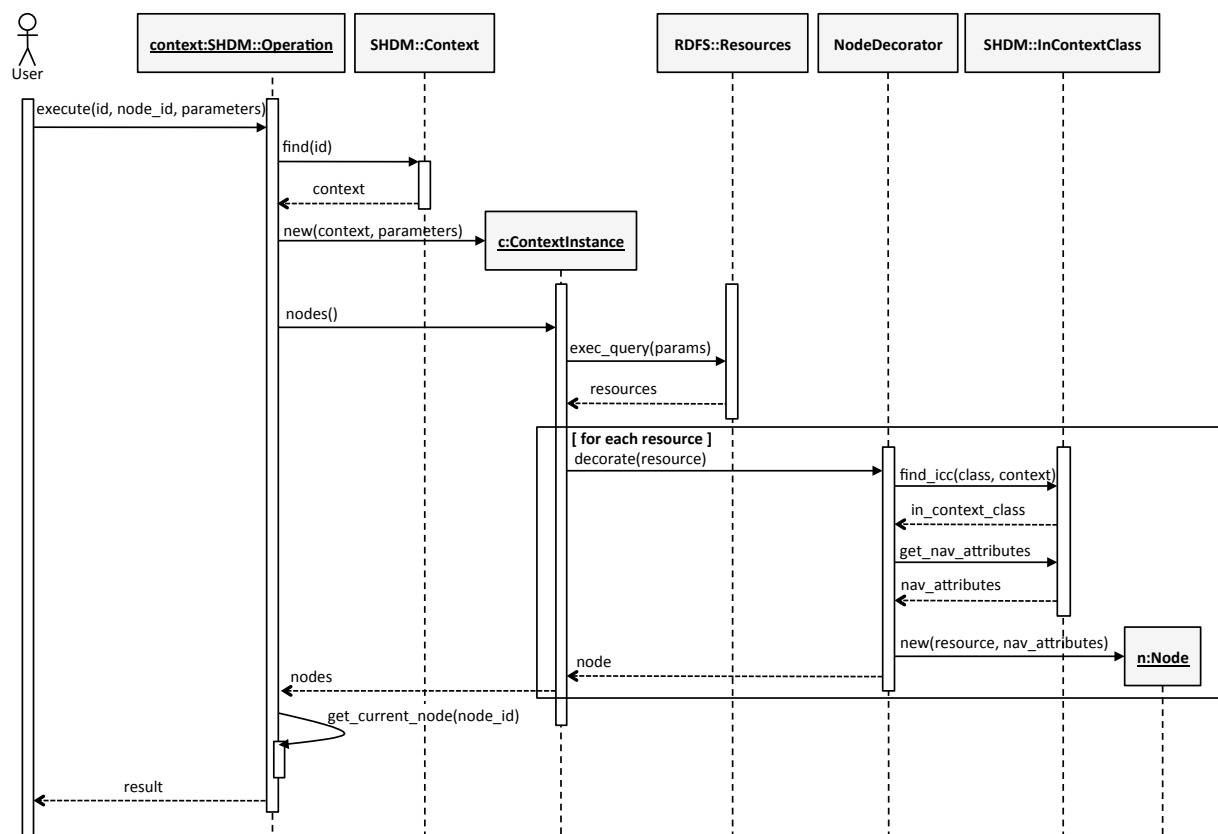 User
context:SHDM::Operation
SHDM::Context
RDFS::Resources
NodeDecorator
SHDM::InContextClass
execute(id, node_id, parameters)
find(id)
context
new(context, parameters)
c:ContextInstance
nodes()
exec_query(params)
resources
[ for each resource ]
decorate(resource)
find_icc(class, context)
in_context_class
get_nav_attributes
nav_attributes
new(resource, nav_attributes)
n:Node
node
nodes
get_current_node(node_id)
result